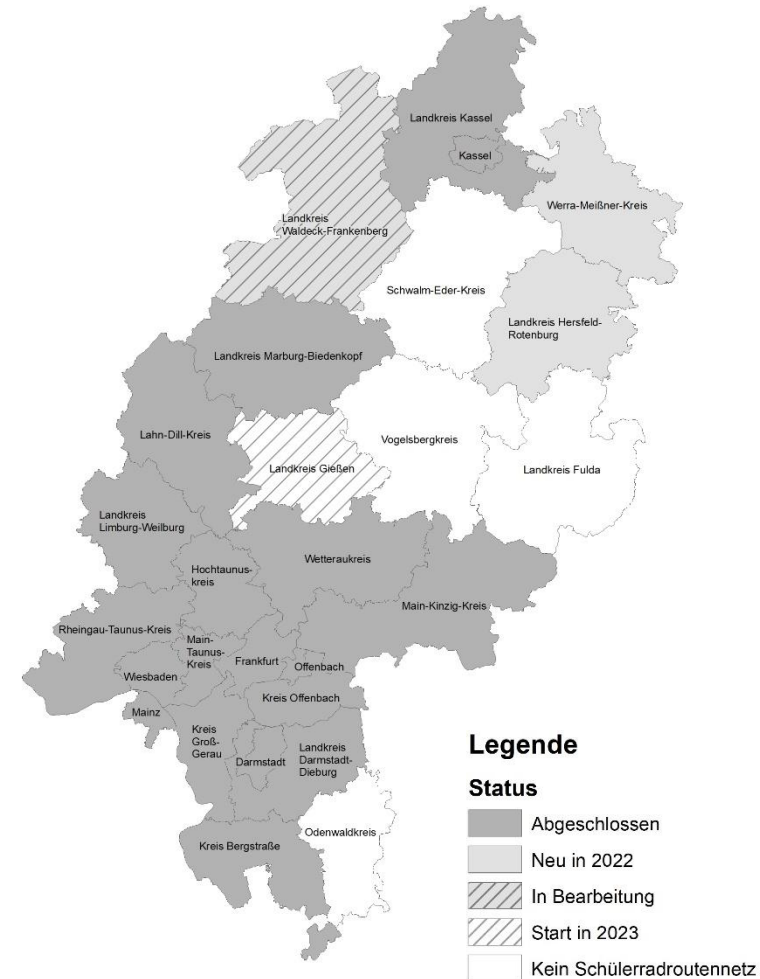 Landkreis Kassel
Kassel
Werra-Meißner-Kreis
Landkreis
Waldeck-Frankenberg
Schwalm-Eder-Kreis
Landkreis Hersfeld-
Rotenburg
Landkreis Marburg-Biedenkopf
Lahn-Dill-Kreis
Vogelsbergkreis
Landkreis Gießen
Landkreis Fulda
Landkreis
Limburg-Weilburg
Wetteraukreis
Hochtaunus-
kreis
Main-Kinzig-Kreis
Rheingau-Taunus-Kreis
Main-
Taunus-
Kreis
Frankfurt
Offenbach
Wiesbaden
Kreis Offenbach
Mainz
Kreis
Groß-
Gerau
Darmstadt
Landkreis
Darmstadt-
Dieburg
Odenwaldkreis
Kreis Bergstraße
Legende
Status
Abgeschlossen
Neu in 2022
In Bearbeitung
Start in 2023
Kein Schülerradroutennetz